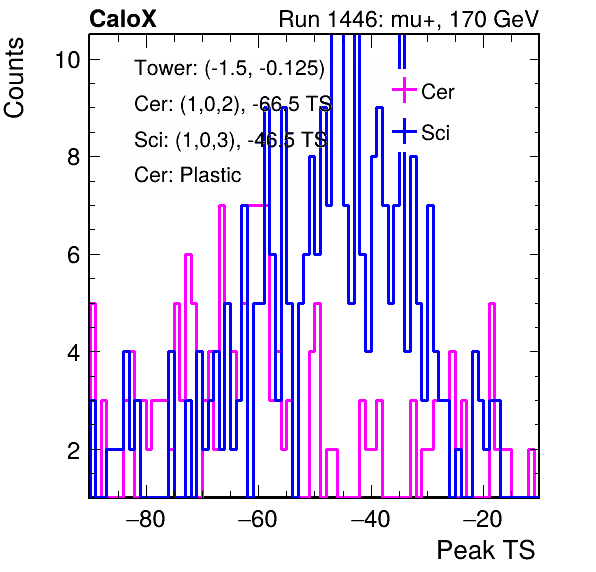 CaloX Run 1446: mu+, 170 GeV
Counts
10
8
6
4
2
Tower: (-1.5, -0.125)
Cer: (1,0,2), -66.5 TS
Sci: (1,0,3), -46.5 TS
Cer: Plastic
Cer
Sci
−80 −60 −40 −20
Peak TS